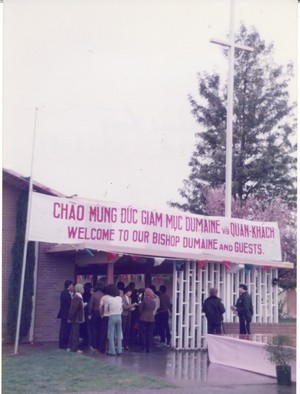 CHÀO MỪNG ĐỨC GIÁM MỤC DUMAINE VÀ QUAN-KHÁCH
WELCOME TO OUR BISHOP DUMAINE AND GUESTS.